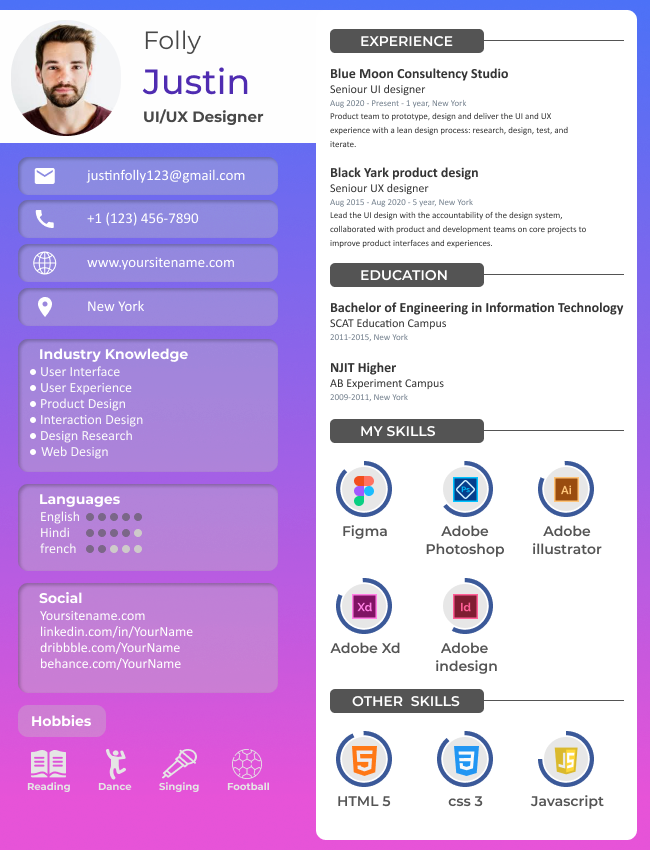 Folly
Justin
UI/UX Designer
justinfolly123@gmail.com
+1 (123) 456-7890
www.yoursitename.com
New York
Industry Knowledge
User Interface
User Experience
Product Design
Interaction Design
Design Research
Web Design
Languages
English
Hindi
french
Social
Yoursitename.com
linkedin.com/in/YorName
dribbble.com/YourName
behance.com/YourName
Hobbies
Reading Dance Singing Football
EXPERIENCE
Blue Moon Consultency Studio
Seniour UI designer
Aug 2020 - Present - 1 year, New York
Product team to prototype, design and deliver the UI and UX
experience with a lean design process: research, design, test, and
iterate.
Black Yark product design
Seniour UX designer
Aug 2015 - Aug 2020 - 5 year, New York
Lead the UI design with the accountability of the design system,
collaborated with product and development teams on core projects to
improve product interfaces and experiences.
EDUCATION
Bachelor of Engineering in Information Technology
SCAT Education Campus
2011-2015, New York
NJIT Higher
AB Experiment Campus
2009-2011, New York
MY SKILLS
Ps Ai
Figma Adobe Adobe
Photoshop illustrator
Xd Id
Adobe Xd Adobe
indesign
OTHER SKILLS
5 3 JS
HTML 5 css 3 Javascript